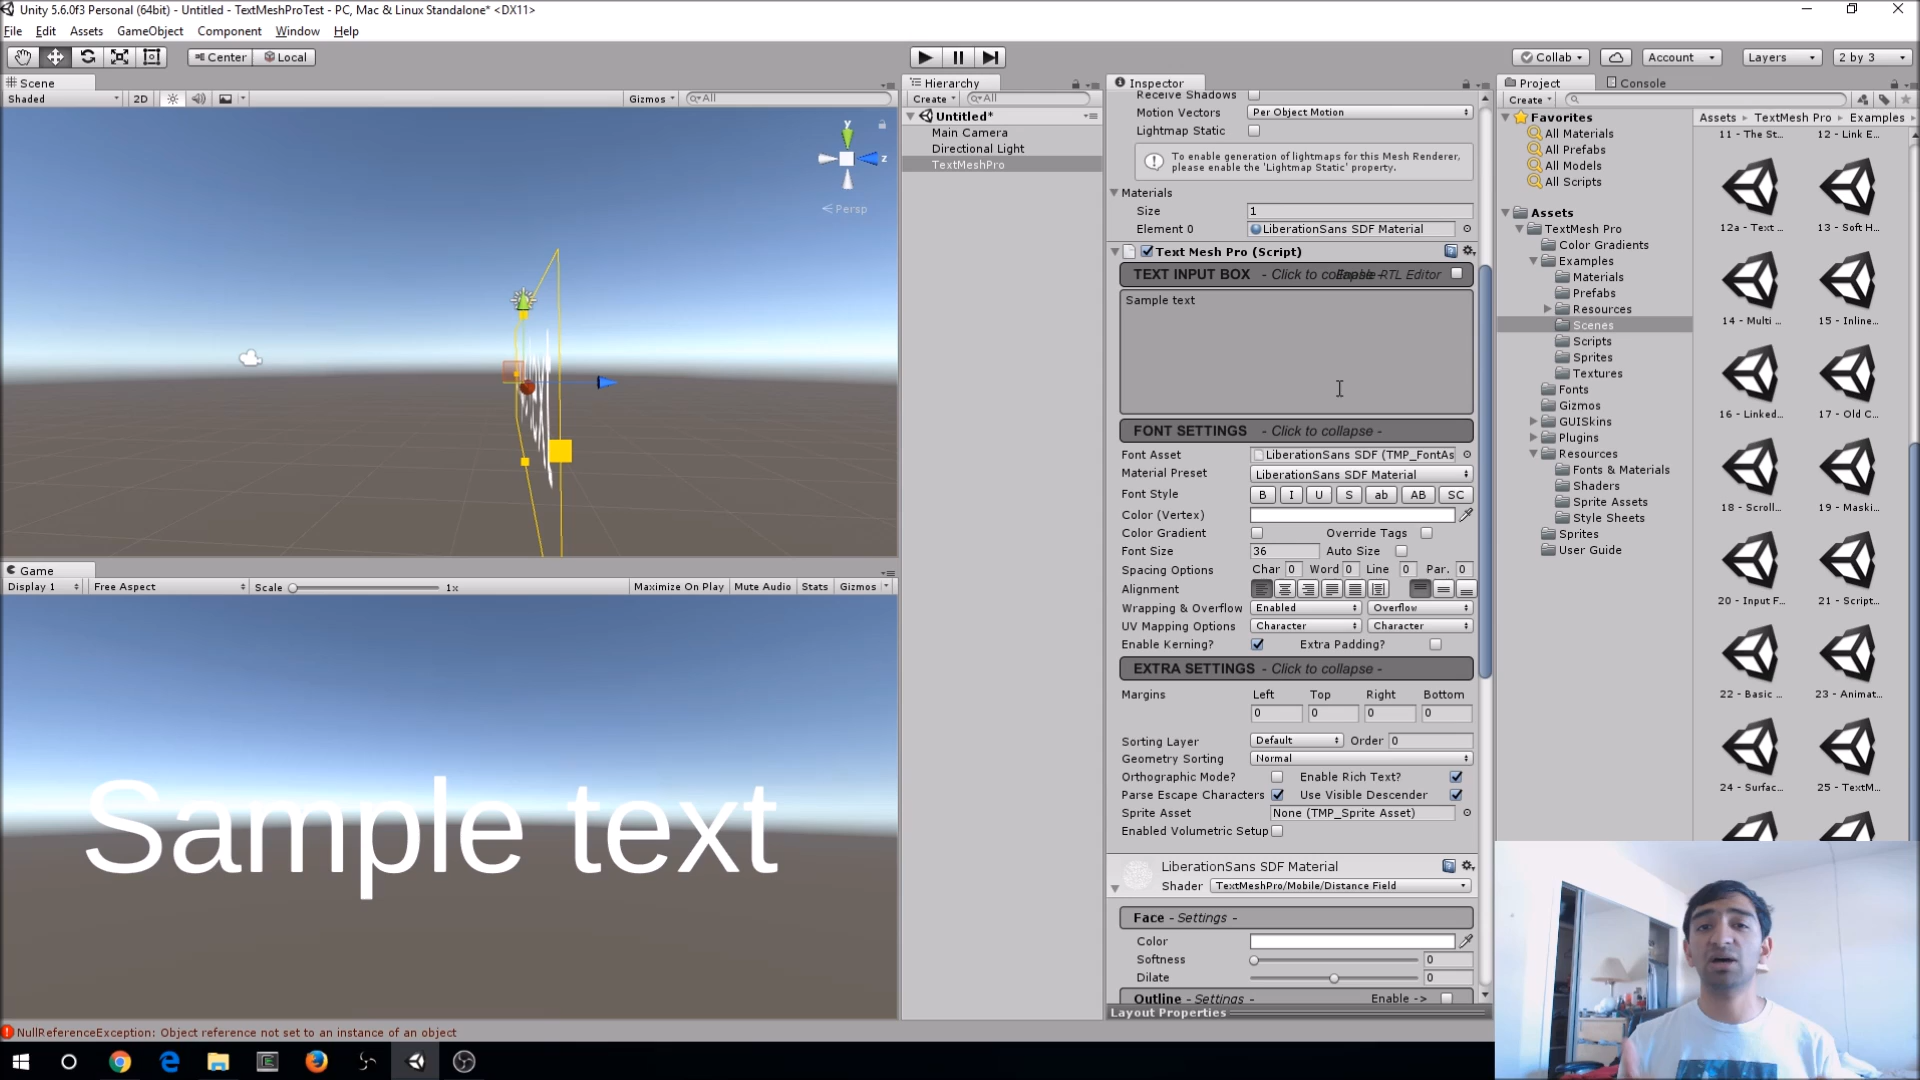 Unity 5.6.0f3 Personal (64bit) - Untitled - TextMeshProTest - PC, Mac & Linux Standalone* <DX11>
File Edit Assets GameObject Component Window Help
Center Local
Collab Account Layers 2 by 3
Scene
Shaded 2D Gizmos All
y
z
Persp
Game
Display 1 Free Aspect Scale 1x Maximize On Play Mute Audio Stats Gizmos
Sample text
NullReferenceException: Object reference not set to an instance of an object
Hierarchy
Create All
Untitled*
Main Camera
Directional Light
TextMeshPro
Inspector
Receive Shadows
Motion Vectors Per Object Motion
Lightmap Static
To enable generation of lightmaps for this Mesh Renderer,
please enable the 'Lightmap Static' property.
Materials
Size 1
Element 0 LiberationSans SDF Material
Text Mesh Pro (Script)
TEXT INPUT BOX - Click to collapse - Enable RTL Editor
Sample text
FONT SETTINGS - Click to collapse -
Font Asset LiberationSans SDF (TMP_FontAs
Material Preset LiberationSans SDF Material
Font Style B I U S ab AB SC
Color (Vertex)
Color Gradient Override Tags
Font Size 36 Auto Size
Spacing Options Char 0 Word 0 Line 0 Par. 0
Alignment
Wrapping & Overflow Enabled Overflow
UV Mapping Options Character Character
Enable Kerning? Extra Padding?
EXTRA SETTINGS - Click to collapse -
Margins Left Top Right Bottom
0 0 0 0
Sorting Layer Default Order 0
Geometry Sorting Normal
Orthographic Mode? Enable Rich Text?
Parse Escape Characters Use Visible Descender
Sprite Asset None (TMP_Sprite Asset)
Enabled Volumetric Setup
LiberationSans SDF Material
Shader TextMeshPro/Mobile/Distance Field
Face - Settings -
Color
Softness 0
Dilate 0
Outline - Settings - Enable ->
Layout Properties
Project Console
Create
Favorites
All Materials
All Prefabs
All Models
All Scripts
Assets
TextMesh Pro
Color Gradients
Examples
Materials
Prefabs
Resources
Scenes
Scripts
Sprites
Textures
Fonts
Gizmos
GUISkins
Plugins
Resources
Fonts & Materials
Shaders
Sprite Assets
Style Sheets
Sprites
User Guide
Assets TextMesh Pro Examples
11 - The St... 12 - Link E...
12a - Text ... 13 - Soft H...
14 - Multi ... 15 - Inline...
16 - Linked... 17 - Old C...
18 - Scroll... 19 - Maski...
20 - Input F... 21 - Script...
22 - Basic ... 23 - Animat...
24 - Surfac... 25 - TextM...